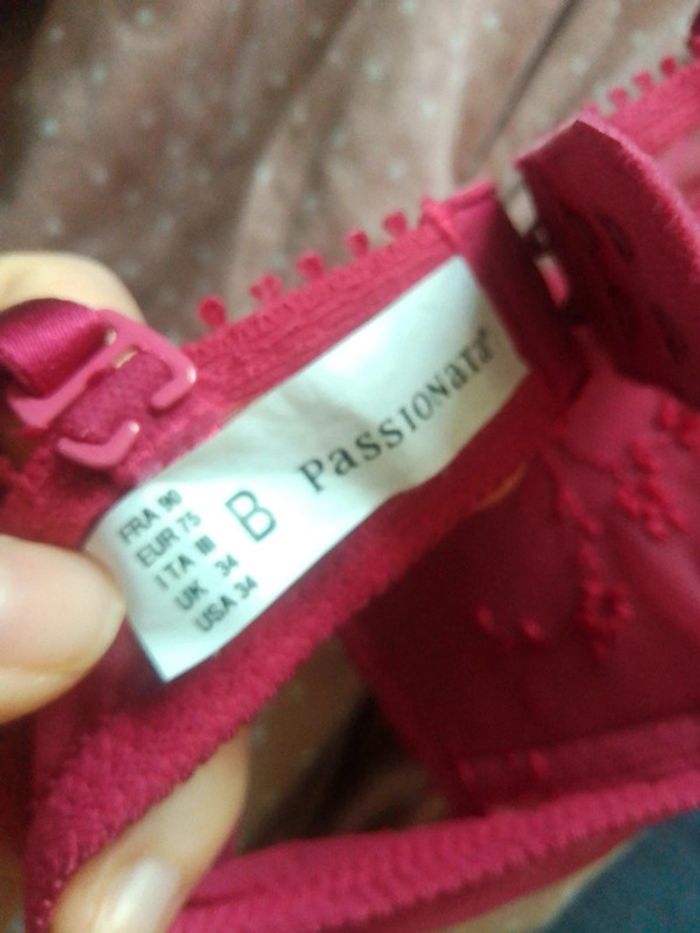 Passionata®
B
FRA 90
EUR 75
ITA III
UK 34
USA 34